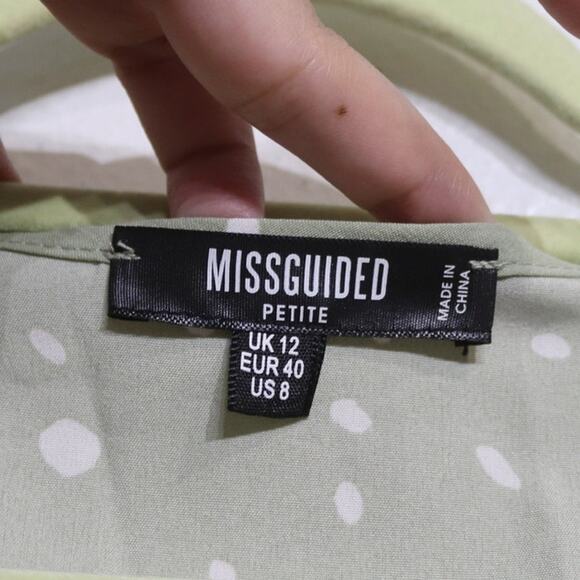 MISSGUIDED
PETITE
MADE IN
CHINA
UK 12
EUR 40
US 8